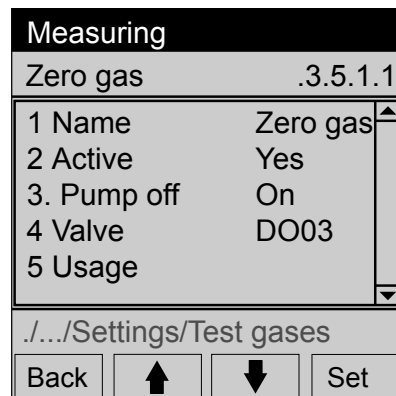 Measuring
Zero gas .3.5.1.1
1 Name Zero gas
2 Active Yes
3. Pump off On
4 Valve DO03
5 Usage
./.../Settings/Test gases
Back Set